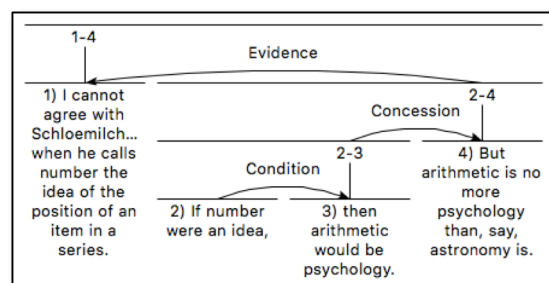 1-4
Evidence
1) I cannot
agree with
Schloemilch...
when he calls
number the
idea of the
position of an
item in a
series.
2-4
Concession
2-3
4) But
arithmetic is no
more
psychology
than, say,
astronomy is.
Condition
2) If number
were an idea,
3) then
arithmetic
would be
psychology.